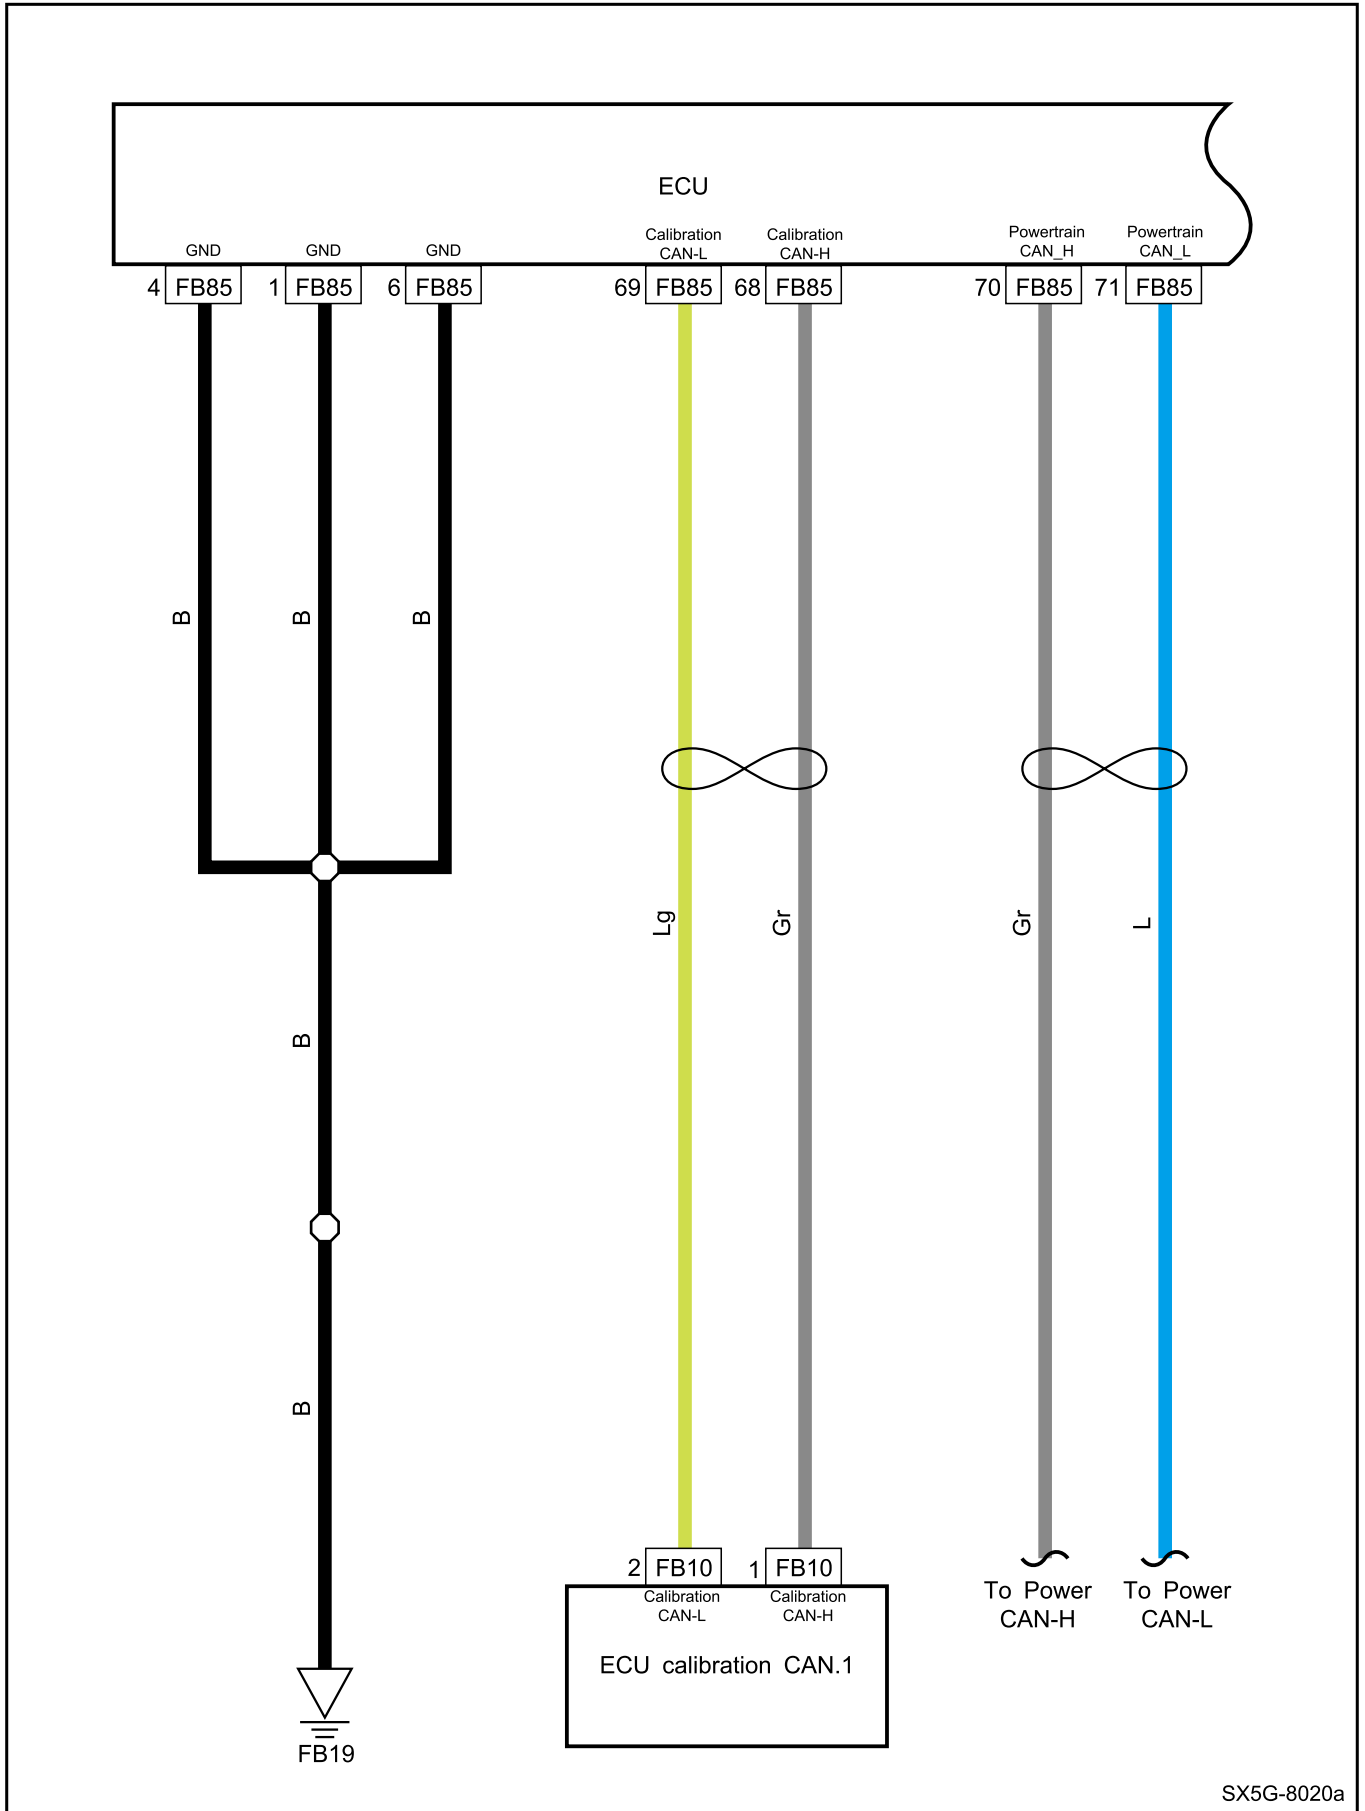 ECU
GND
GND
GND
Calibration
CAN-L
Calibration
CAN-H
Powertrain
CAN_H
Powertrain
CAN_L
4 FB85
1 FB85
6 FB85
69 FB85
68 FB85
70 FB85
71 FB85
B
B
B
Lg
Gr
Gr
L
B
B
2 FB10
1 FB10
Calibration
CAN-L
Calibration
CAN-H
ECU calibration CAN.1
To Power
CAN-H
To Power
CAN-L
FB19
SX5G-8020a